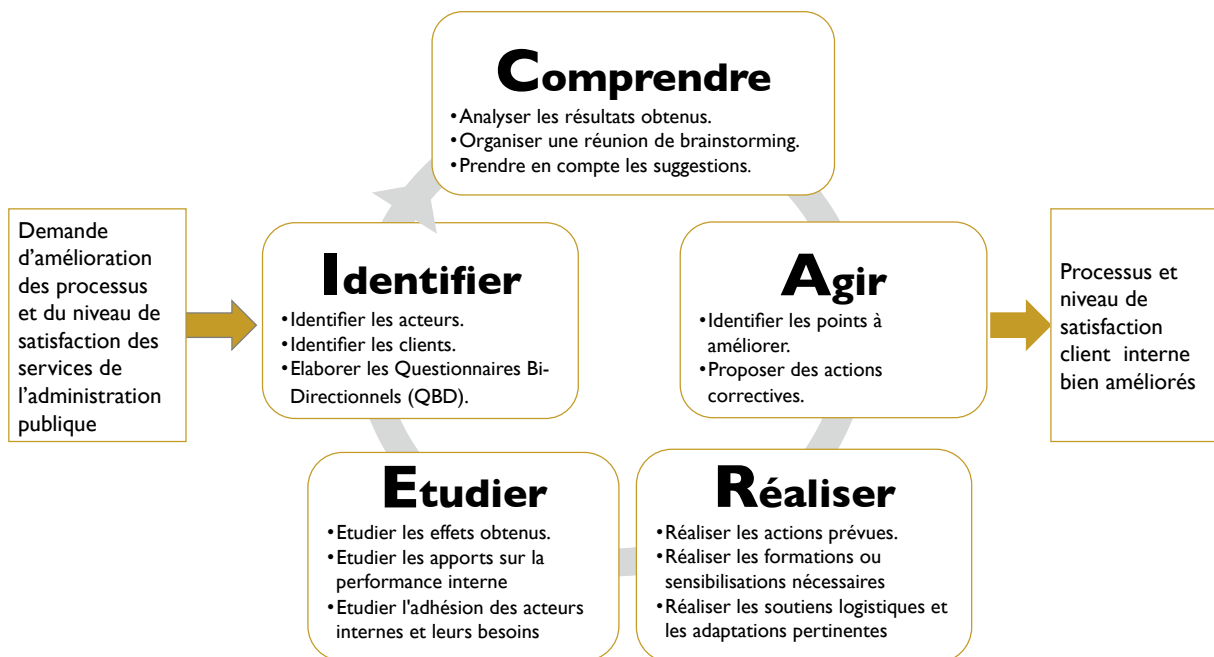 Comprendre
•Analyser les résultats obtenus.
•Organiser une réunion de brainstorming.
•Prendre en compte les suggestions.
Demande
d’amélioration
des processus
et du niveau de
satisfaction des
services de
l’administration
publique
Identifier
•Identifier les acteurs.
•Identifier les clients.
•Elaborer les Questionnaires Bi-
Directionnels (QBD).
Agir
•Identifier les points à
améliorer.
•Proposer des actions
correctives.
Processus et
niveau de
satisfaction
client interne
bien améliorés
Etudier
•Etudier les effets obtenus.
•Etudier les apports sur la
performance interne
•Etudier l'adhésion des acteurs
internes et leurs besoins
Réaliser
•Réaliser les actions prévues.
•Réaliser les formations ou
sensibilisations nécessaires
•Réaliser les soutiens logistiques et
les adaptations pertinentes